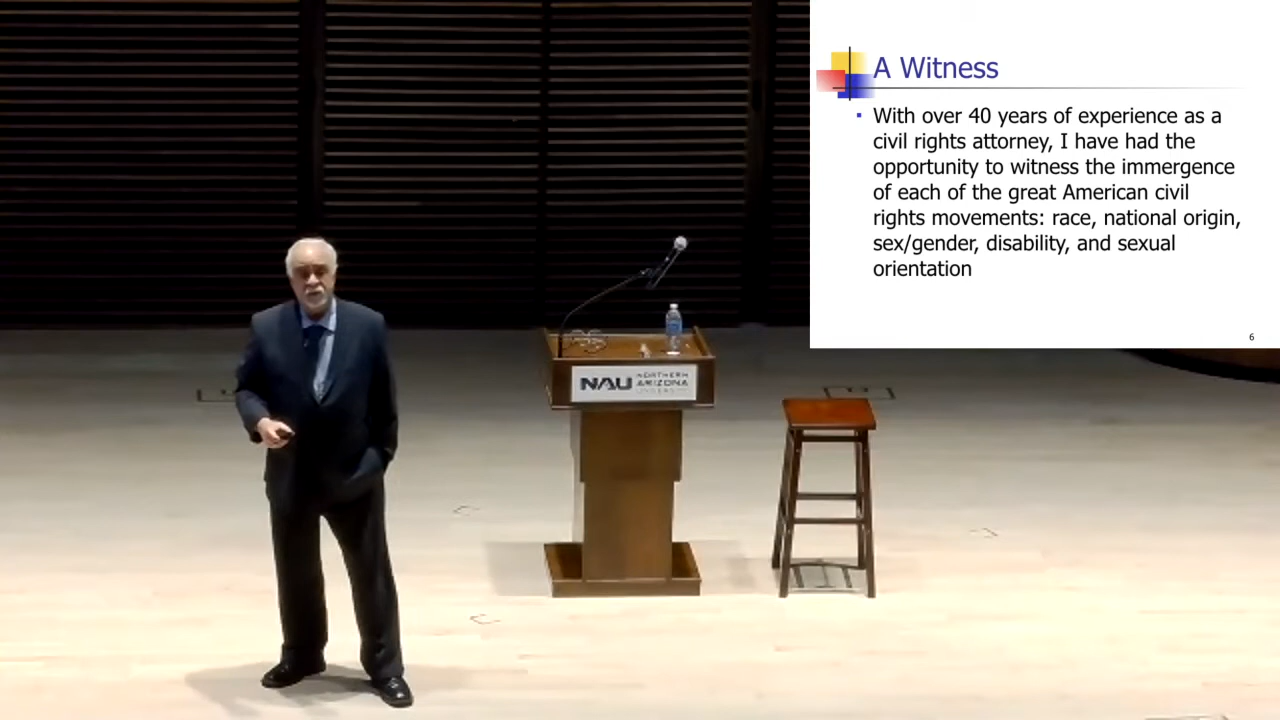 A Witness
With over 40 years of experience as a
civil rights attorney, I have had the
opportunity to witness the immergence
of each of the great American civil
rights movements: race, national origin,
sex/gender, disability, and sexual
orientation
6
NAU NORTHERN
ARIZONA
UNIVERSITY